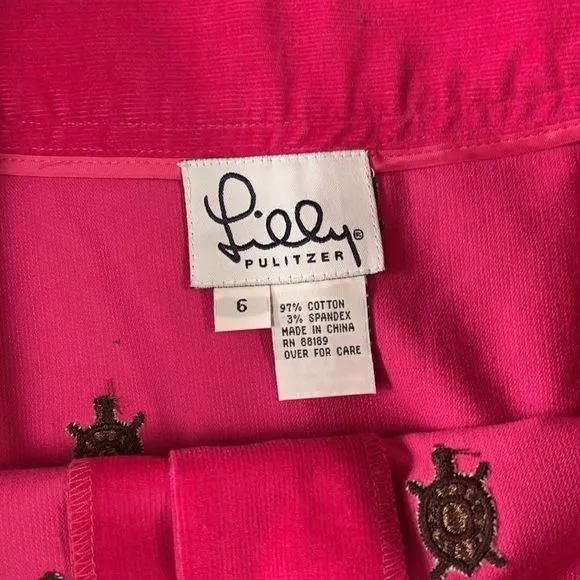 Lilly®
PULITZER
6
97% COTTON
3% SPANDEX
MADE IN CHINA
RN 88189
OVER FOR CARE